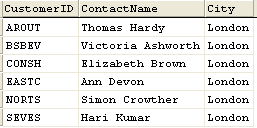 CustomerID ContactName City
AROUT Thomas Hardy London
BSBEV Victoria Ashworth London
CONSH Elizabeth Brown London
EASTC Ann Devon London
NORTS Simon Crowther London
SEVES Hari Kumar London